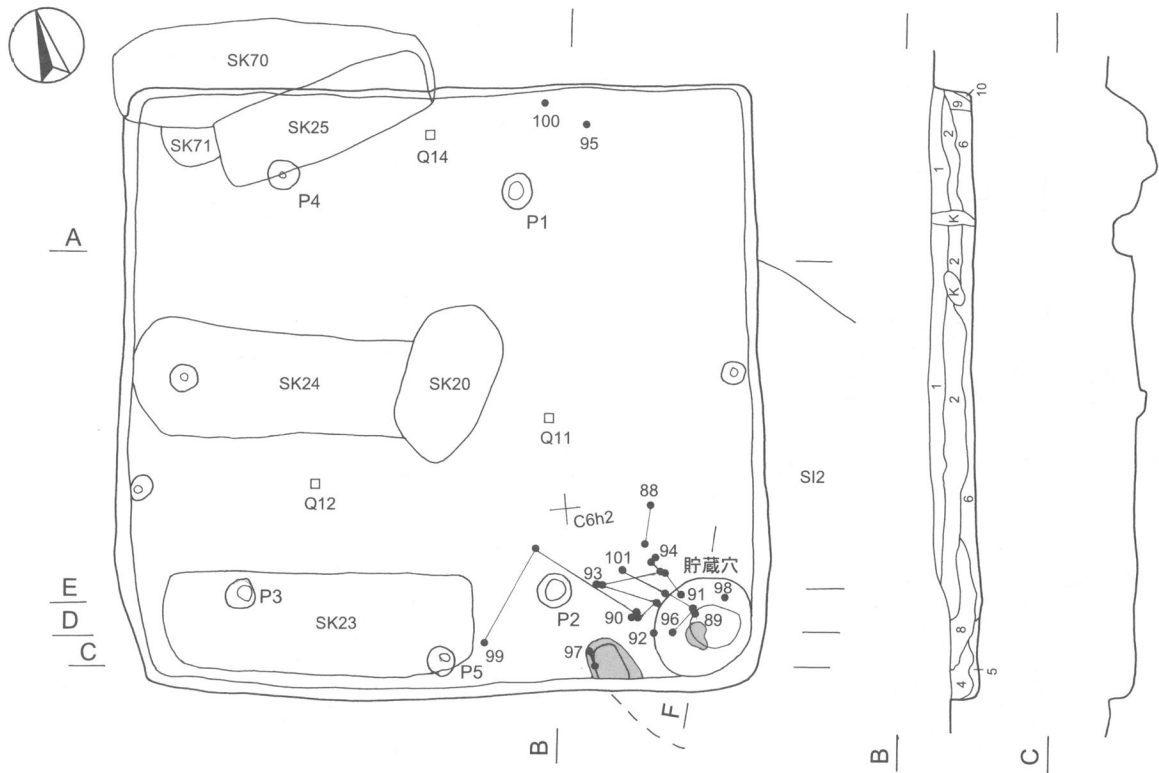 SK70
SK25
SK71
Q14
100
95
P4
P1
A
SK24
SK20
Q11
Q12
C6h2
88
SI2
94
101
貯蔵穴
93
E
P3
P2
91
98
D
SK23
90
96
89
92
C
99
97
P5
F
B
10
9
2
6
1
K
2
K
1
2
6
8
5
4
B
C